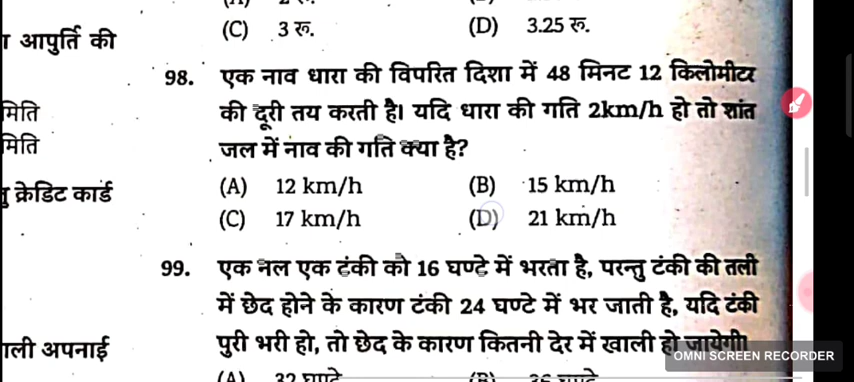 (C) 3 रू. (D) 3.25 रू.
ा आपुर्ति की
98. एक नाव धारा की विपरित दिशा में 48 मिनट 12 किलोमीटर
मिति की दूरी तय करती है। यदि धारा की गति 2km/h हो तो शांत
मिति जल में नाव की गति क्या है?
क्रेडिट कार्ड (A) 12 km/h (B) 15 km/h
(C) 17 km/h (D) 21 km/h
99. एक नल एक टंकी को 16 घण्टे में भरता है, परन्तु टंकी की तली
में छेद होने के कारण टंकी 24 घण्टे में भर जाती है, यदि टंकी
ाली अपनाई पुरी भरी हो, तो छेद के कारण कितनी देर में खाली हो जायेगी।
OMNI SCREEN RECORDER